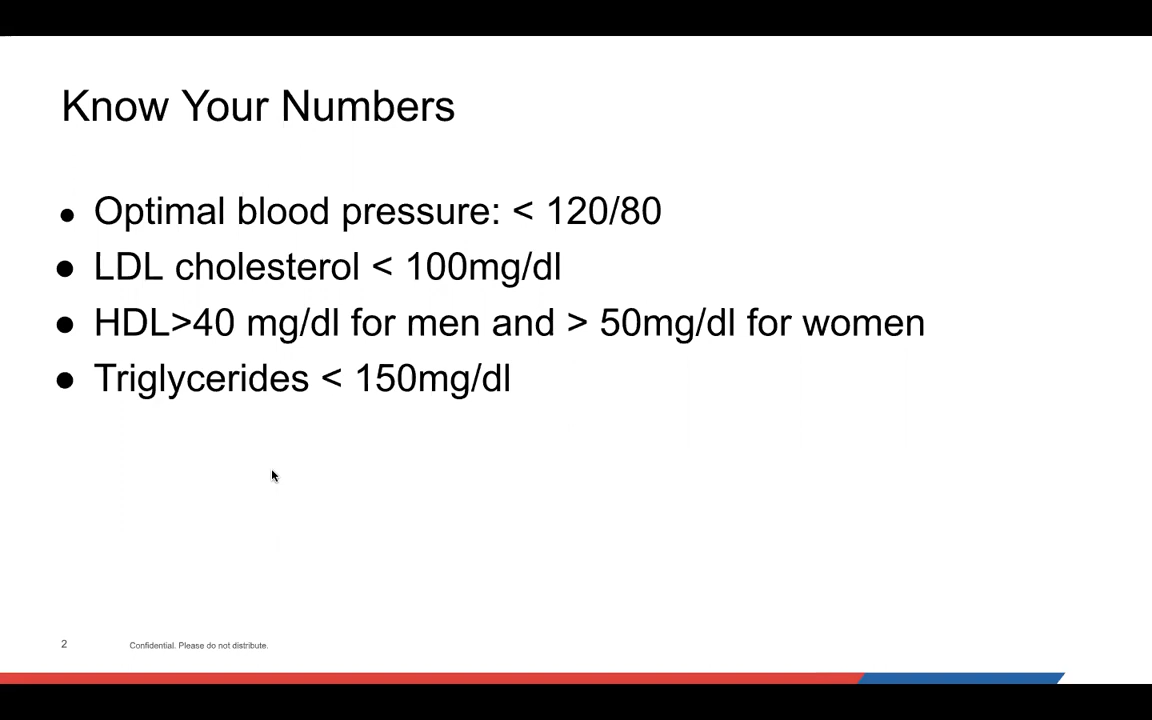 Know Your Numbers
● Optimal blood pressure: < 120/80
● LDL cholesterol < 100mg/dl
● HDL>40 mg/dl for men and > 50mg/dl for women
● Triglycerides < 150mg/dl
2 Confidential. Please do not distribute.